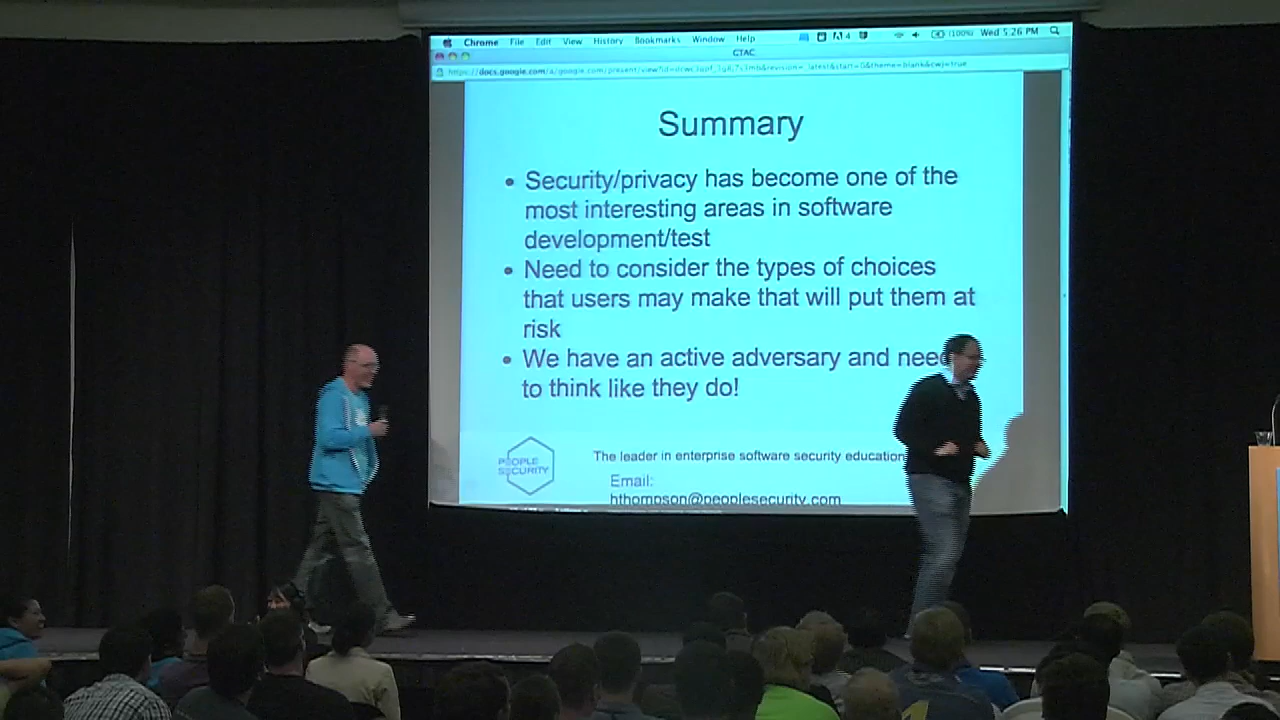 Chrome File Edit View History Bookmarks Window Help 4 (100%) Wed 5:26 PM
CTAC
Summary
• Security/privacy has become one of the
most interesting areas in software
development/test
• Need to consider the types of choices
that users may make that will put them at
risk
• We have an active adversary and need
to think like they do!
PEOPLE
SECURITY
The leader in enterprise software security education
Email:
hthompson@peoplesecurity.com